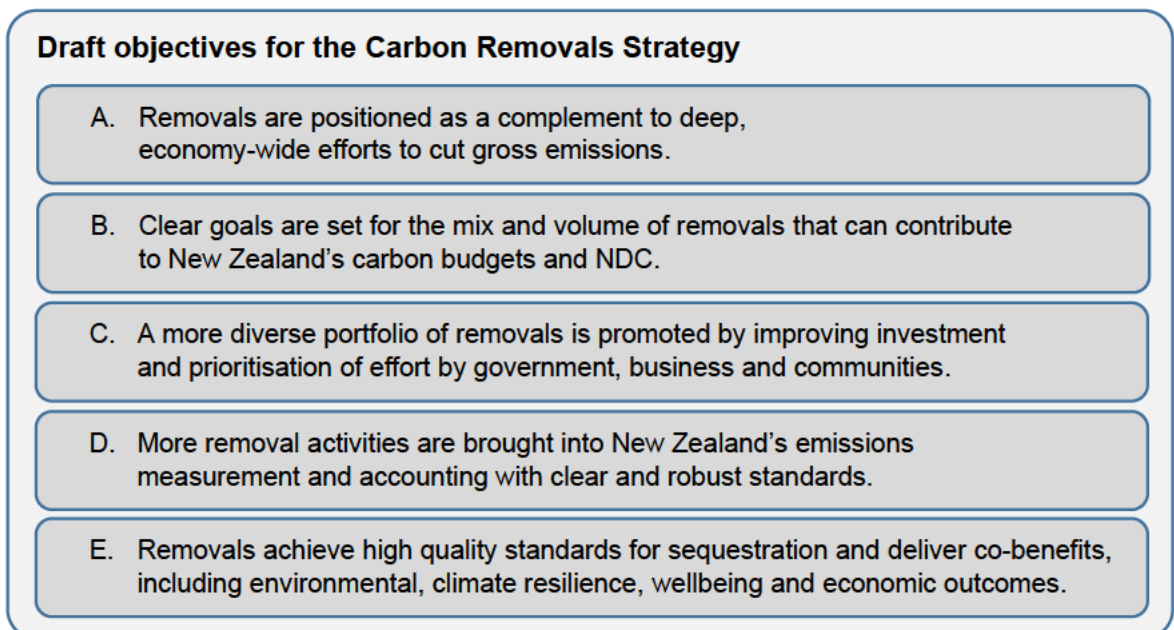 Draft objectives for the Carbon Removals Strategy
A. Removals are positioned as a complement to deep,
economy-wide efforts to cut gross emissions.
B. Clear goals are set for the mix and volume of removals that can contribute
to New Zealand’s carbon budgets and NDC.
C. A more diverse portfolio of removals is promoted by improving investment
and prioritisation of effort by government, business and communities.
D. More removal activities are brought into New Zealand’s emissions
measurement and accounting with clear and robust standards.
E. Removals achieve high quality standards for sequestration and deliver co-benefits,
including environmental, climate resilience, wellbeing and economic outcomes.